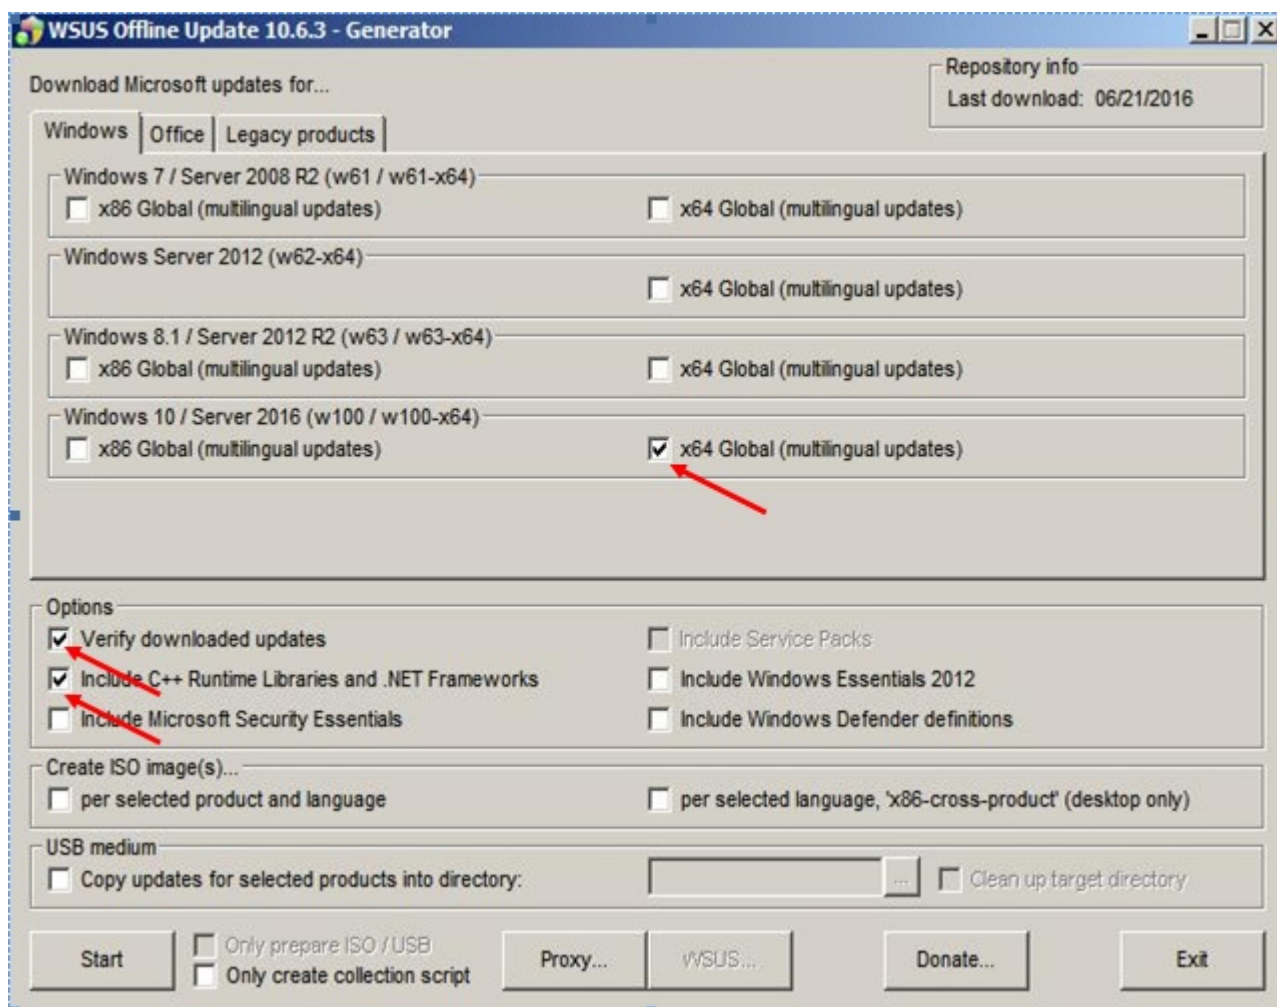 WSUS Offline Update 10.6.3 - Generator
Download Microsoft updates for...
Repository info
Last download: 06/21/2016
Windows Office Legacy products
Windows 7 / Server 2008 R2 (w61 / w61-x64)
x86 Global (multilingual updates) x64 Global (multilingual updates)
Windows Server 2012 (w62-x64)
x64 Global (multilingual updates)
Windows 8.1 / Server 2012 R2 (w63 / w63-x64)
x86 Global (multilingual updates) x64 Global (multilingual updates)
Windows 10 / Server 2016 (w100 / w100-x64)
x86 Global (multilingual updates) x64 Global (multilingual updates)
Options
Verify downloaded updates Include Service Packs
Include C++ Runtime Libraries and .NET Frameworks Include Windows Essentials 2012
Include Microsoft Security Essentials Include Windows Defender definitions
Create ISO image(s)...
per selected product and language per selected language, 'x86-cross-product' (desktop only)
USB medium
Copy updates for selected products into directory: ... Clean up target directory
Start Only prepare ISO / USB Proxy... WSUS... Donate... Exit
Only create collection script